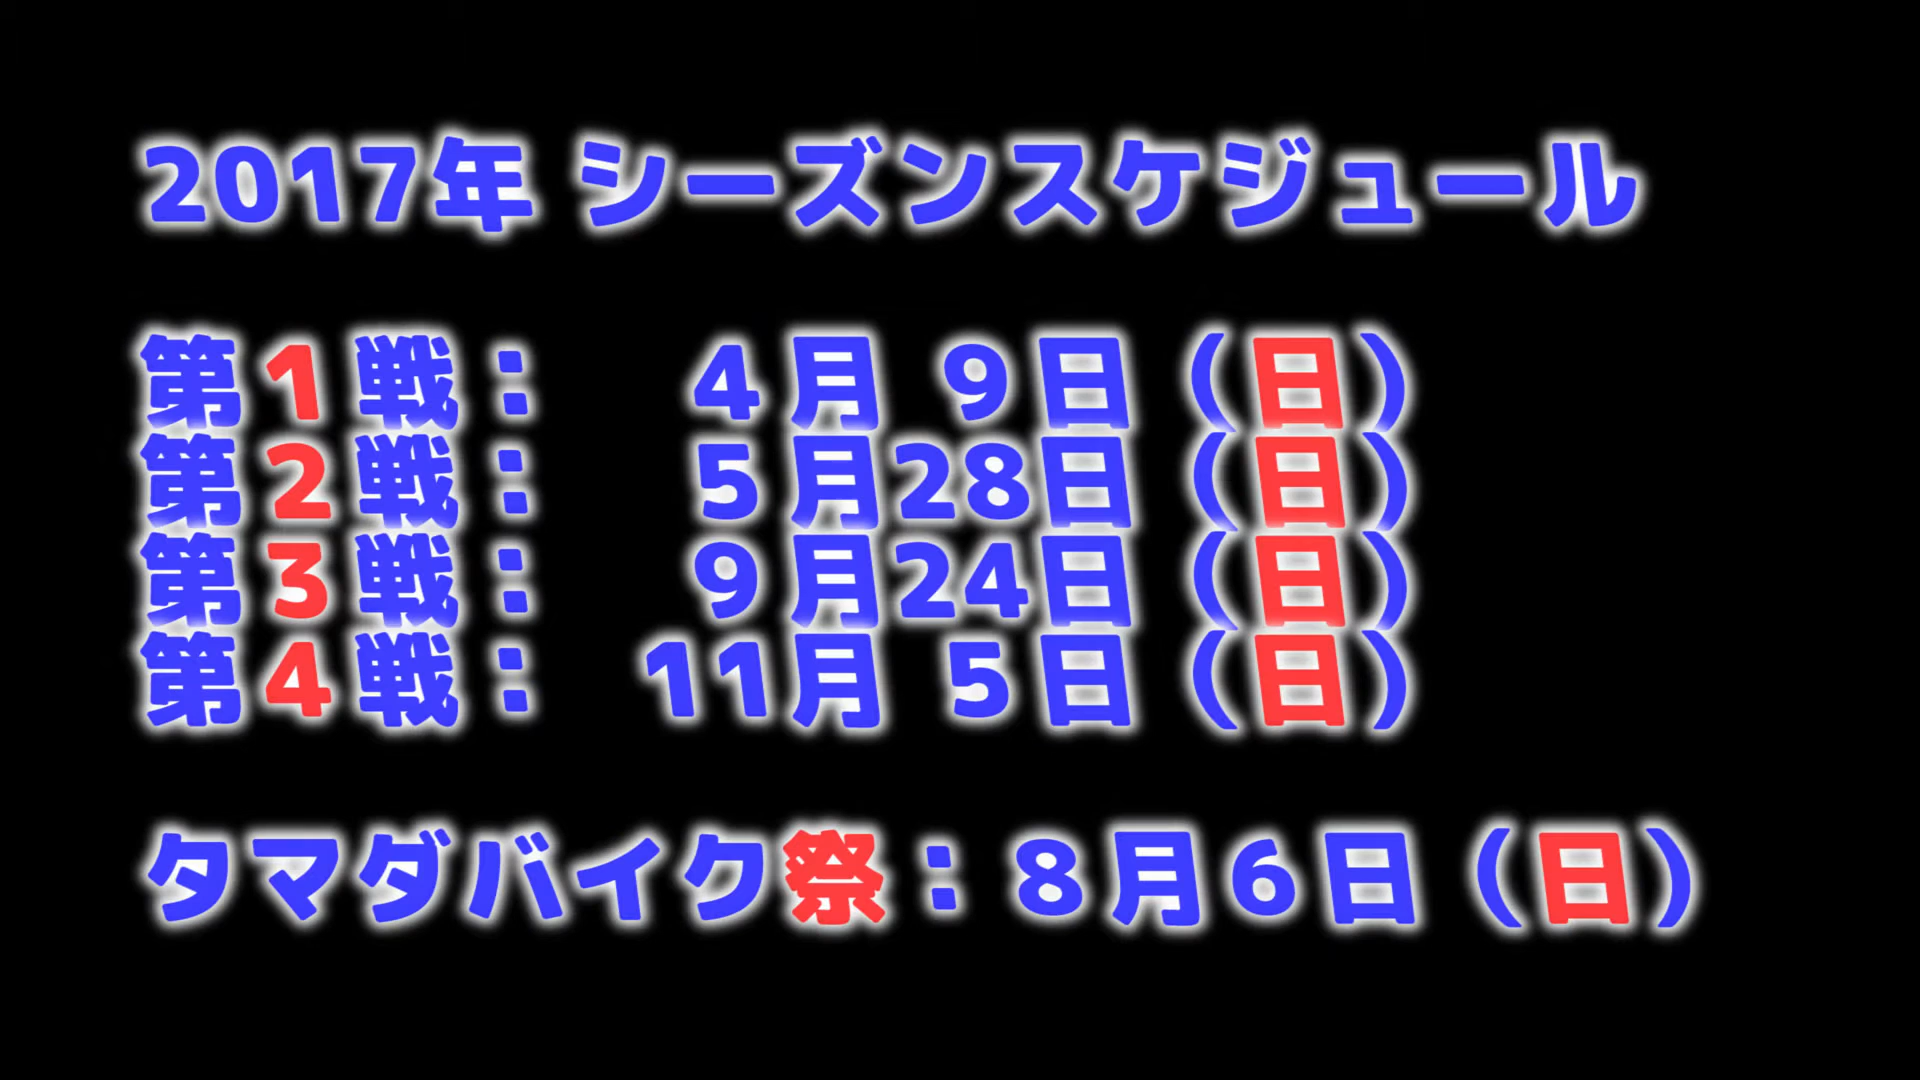 2017年 シーズンスケジュール
第1戦： 4月 9日（日）
第2戦： 5月28日（日）
第3戦： 9月24日（日）
第4戦： 11月 5日（日）
タマダバイク祭：8月6日（日）